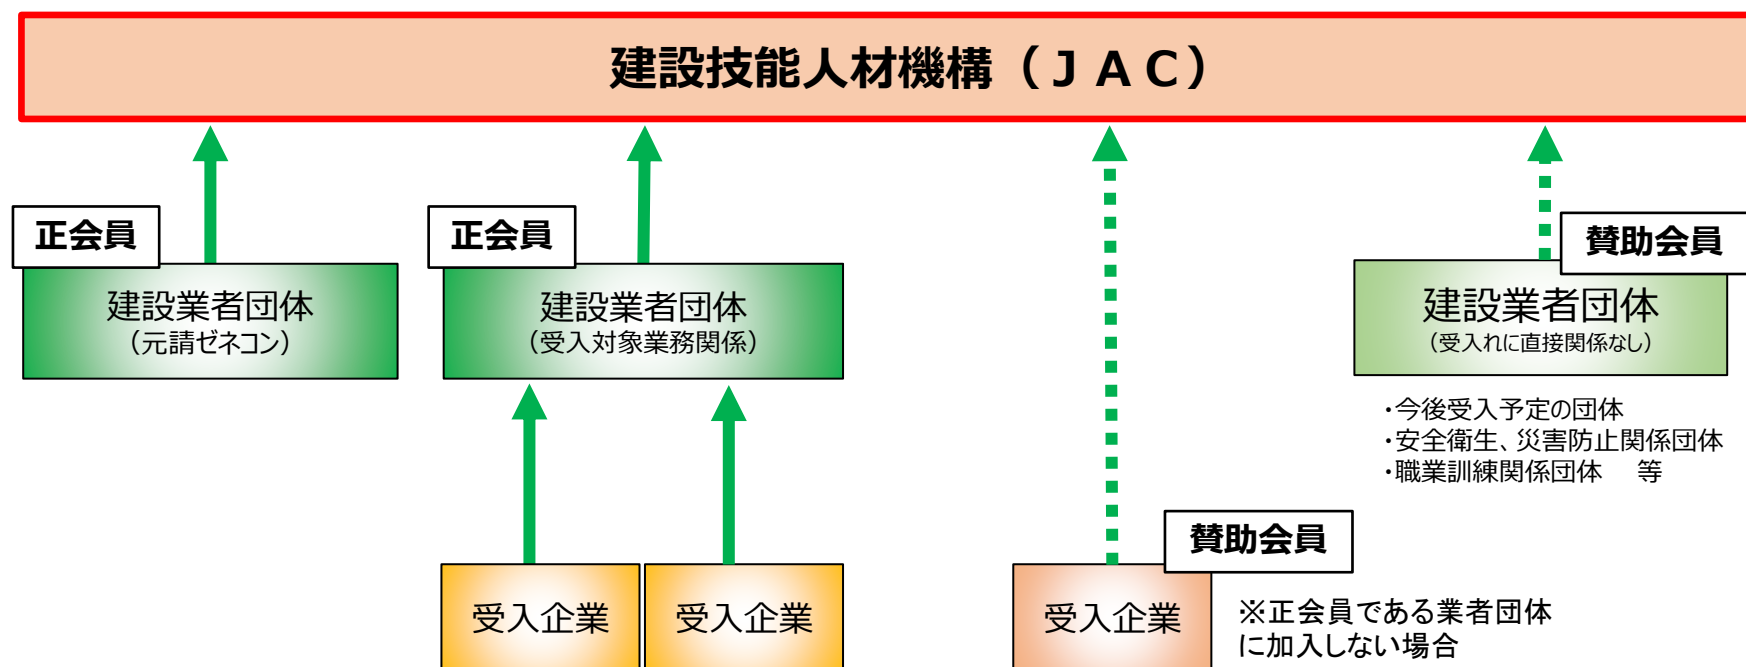 建設技能人材機構（ＪＡＣ）
正会員
建設業者団体
（元請ゼネコン）
正会員
建設業者団体
（受入対象業務関係）
受入企業
受入企業
賛助会員
受入企業
※正会員である業者団体
に加入しない場合
賛助会員
建設業者団体
（受入れに直接関係なし）
・今後受入予定の団体
・安全衛生、災害防止関係団体
・職業訓練関係団体　等